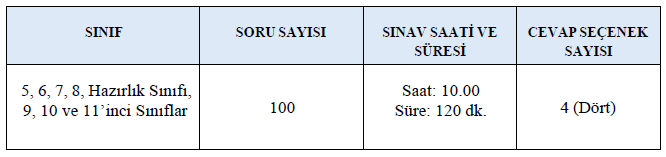 SINIF
SORU SAYISI
SINAV SAATİ VE
SÜRESİ
CEVAP SEÇENEK
SAYISI
5, 6, 7, 8, Hazırlık Sınıfı,
9, 10 ve 11’inci Sınıflar
100
Saat: 10.00
Süre: 120 dk.
4 (Dört)